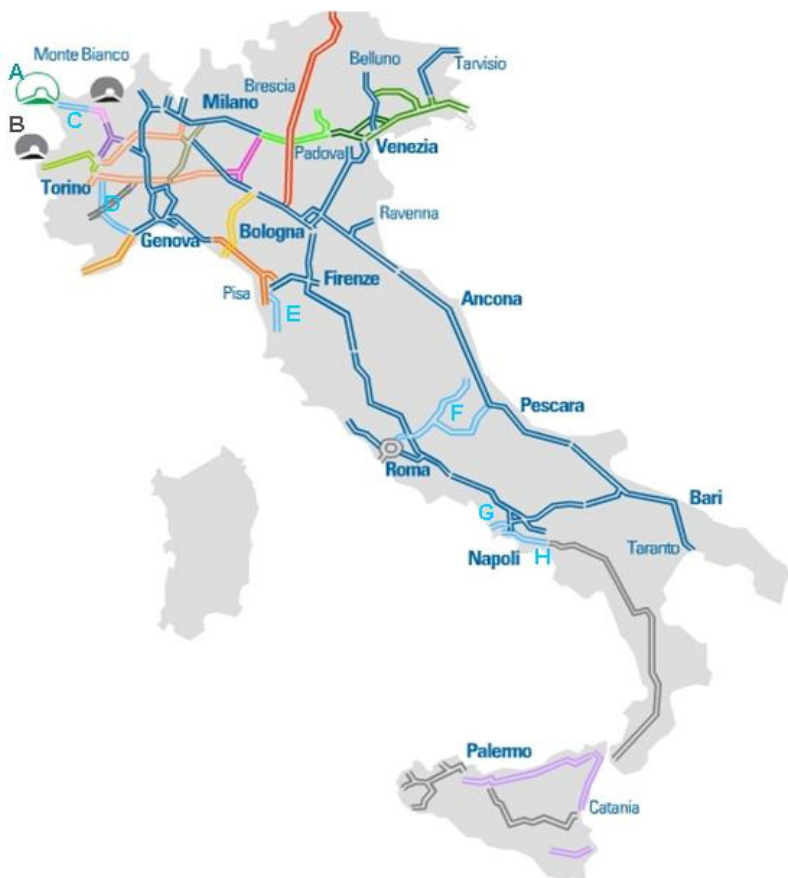 Monte Bianco
Belluno
Tarvisio
A
Brescia
C
Milano
B
Padova
Venezia
Torino
D
Ravenna
Genova
Bologna
Firenze
Pisa
E
Ancona
F
Pescara
Roma
Bari
G
Napoli
H
Taranto
Palermo
Catania